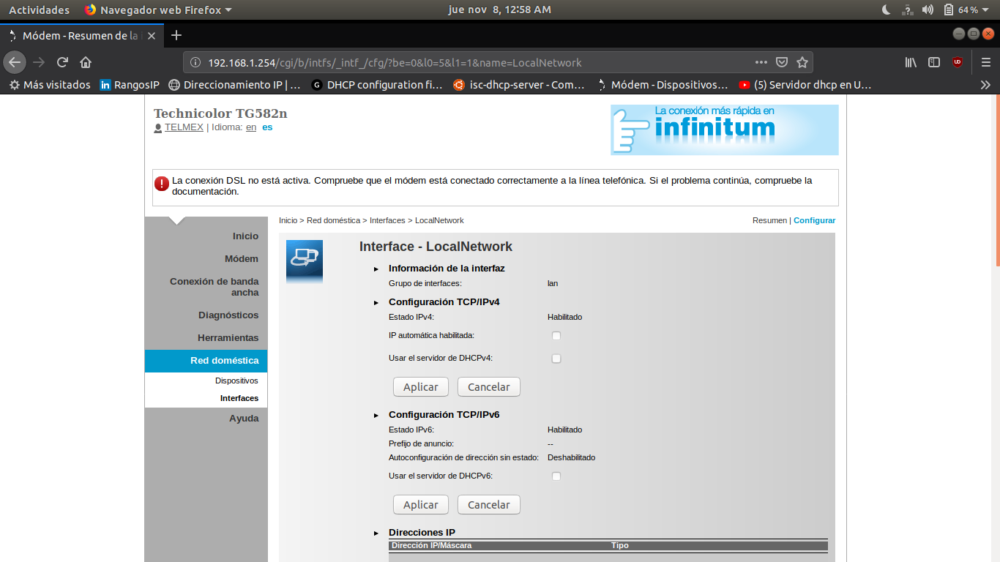 Actividades Navegador web Firefox jue nov 8, 12:58 AM 64 %
Módem - Resumen de la i
192.168.1.254/cgi/b/intfs/_intf_/cfg/?be=0&l0=5&l1=1&name=LocalNetwork
Más visitados RangosIP Direccionamiento IP | … DHCP configuration fi… isc-dhcp-server - Com… Módem - Dispositivos… (5) Servidor dhcp en U…
Technicolor TG582n
TELMEX | Idioma: en es
La conexión más rápida en
infinitum
La conexión DSL no está activa. Compruebe que el módem está conectado correctamente a la línea telefónica. Si el problema continúa, compruebe la
documentación.
Inicio > Red doméstica > Interfaces > LocalNetwork
Resumen | Configurar
Inicio
Módem
Conexión de banda
ancha
Diagnósticos
Herramientas
Red doméstica
Dispositivos
Interfaces
Ayuda
Interface - LocalNetwork
Información de la interfaz
Grupo de interfaces: lan
Configuración TCP/IPv4
Estado IPv4: Habilitado
IP automática habilitada:
Usar el servidor de DHCPv4:
Aplicar Cancelar
Configuración TCP/IPv6
Estado IPv6: Habilitado
Prefijo de anuncio: --
Autoconfiguración de dirección sin estado: Deshabilitado
Usar el servidor de DHCPv6:
Aplicar Cancelar
Direcciones IP
Dirección IP/Máscara Tipo